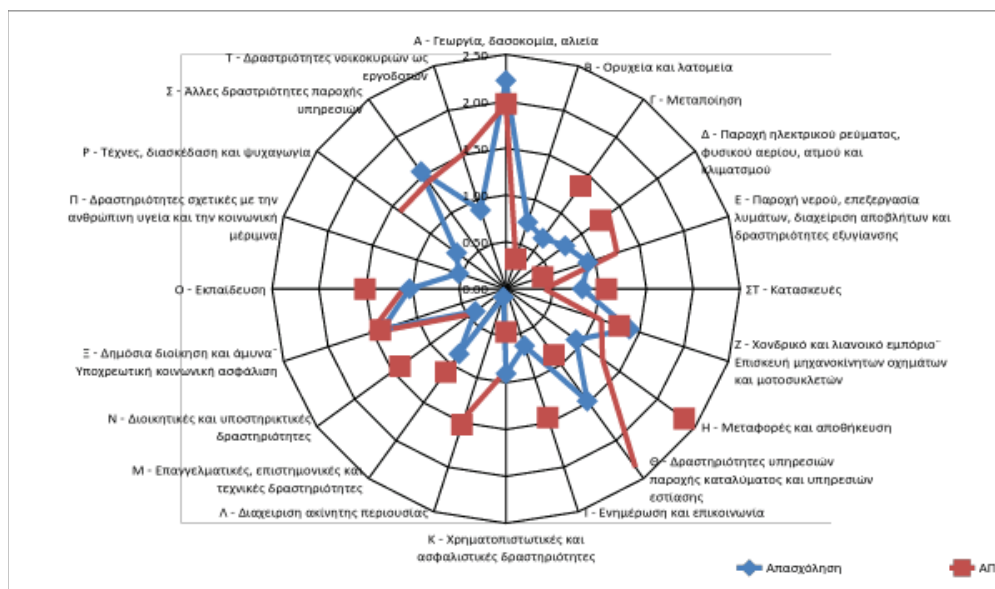 Α - Γεωργία, δασοκομία, αλιεία
Β - Ορυχεία και λατομεία
Γ - Μεταποίηση
Δ - Παροχή ηλεκτρικού ρεύματος,
φυσικού αερίου, ατμού και
κλιματσμού
Ε - Παροχή νερού, επεξεργασία
λυμάτων, διαχείριση αποβλήτων και
δραστηριότητες εξυγίανσης
ΣΤ - Κατασκευές
Ζ - Χονδρικό και λιανικό εμπόριο¨
Επισκευή μηχανοκίνητων οχημάτων
και μοτοσυκλετών
Η - Μεταφορές και αποθήκευση
Θ - Δραστηριότητες υπηρεσιών
παροχής καταλύματος και υπηρεσιών
εστίασης
Ι - Ενημέρωση και επικοινωνία
Κ - Χρηματοπιστωτικές και
ασφαλιστικές δραστηριότητες
Λ - Διαχειριση ακίνητης περιουσίας
Μ - Επαγγελματικές, επιστημονικές και
τεχνικές δραστηριότητες
Ν - Διοικητικές και υποστηρικτικές
δραστηριότητες
Ξ - Δημόσια διοίκηση και άμυνα¨
Υποχρεωτική κοινωνική ασφάλιση
Ο - Εκπαίδευση
Π - Δραστηριότητες σχετικές με την
ανθρώπινη υγεία και την κοινωνική
μέριμνα
Ρ - Τέχνες, διασκέδαση και ψυχαγωγία
Σ - Άλλες δραστριότητες παροχής
υπηρεσιών
Τ - Δραστριότητες νοικοκυριών ως
εργοδοτών
2.50
2.00
1.50
1.00
0.50
0.00
Απασχόληση
ΑΠ